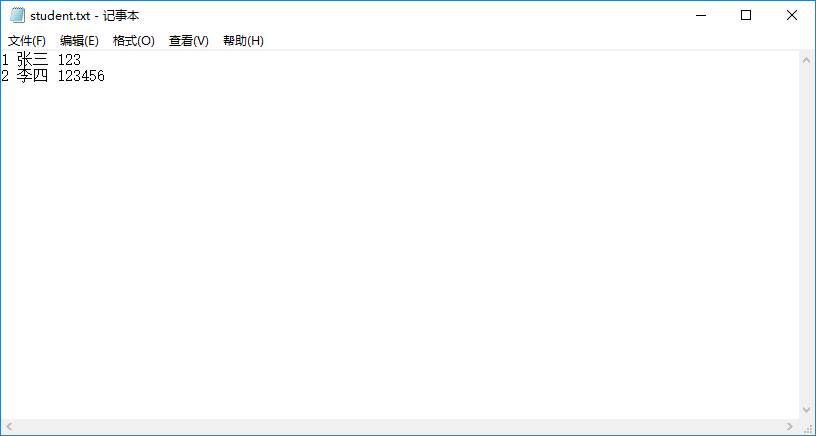 student.txt - 记事本
文件(F) 编辑(E) 格式(O) 查看(V) 帮助(H)
1 张三 123
2 李四 123456